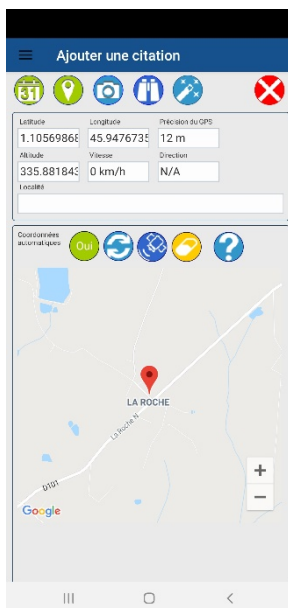 Ajouter une citation
31
Latitude Longitude Précision du GPS
1.10569868 45.9476735 12 m
Altitude Vitesse Direction
335.881843 0 km/h N/A
Localité
Coordonnées
automatiques
Oui
?
LA ROCHE
La Roche N
D101
+
−
Google